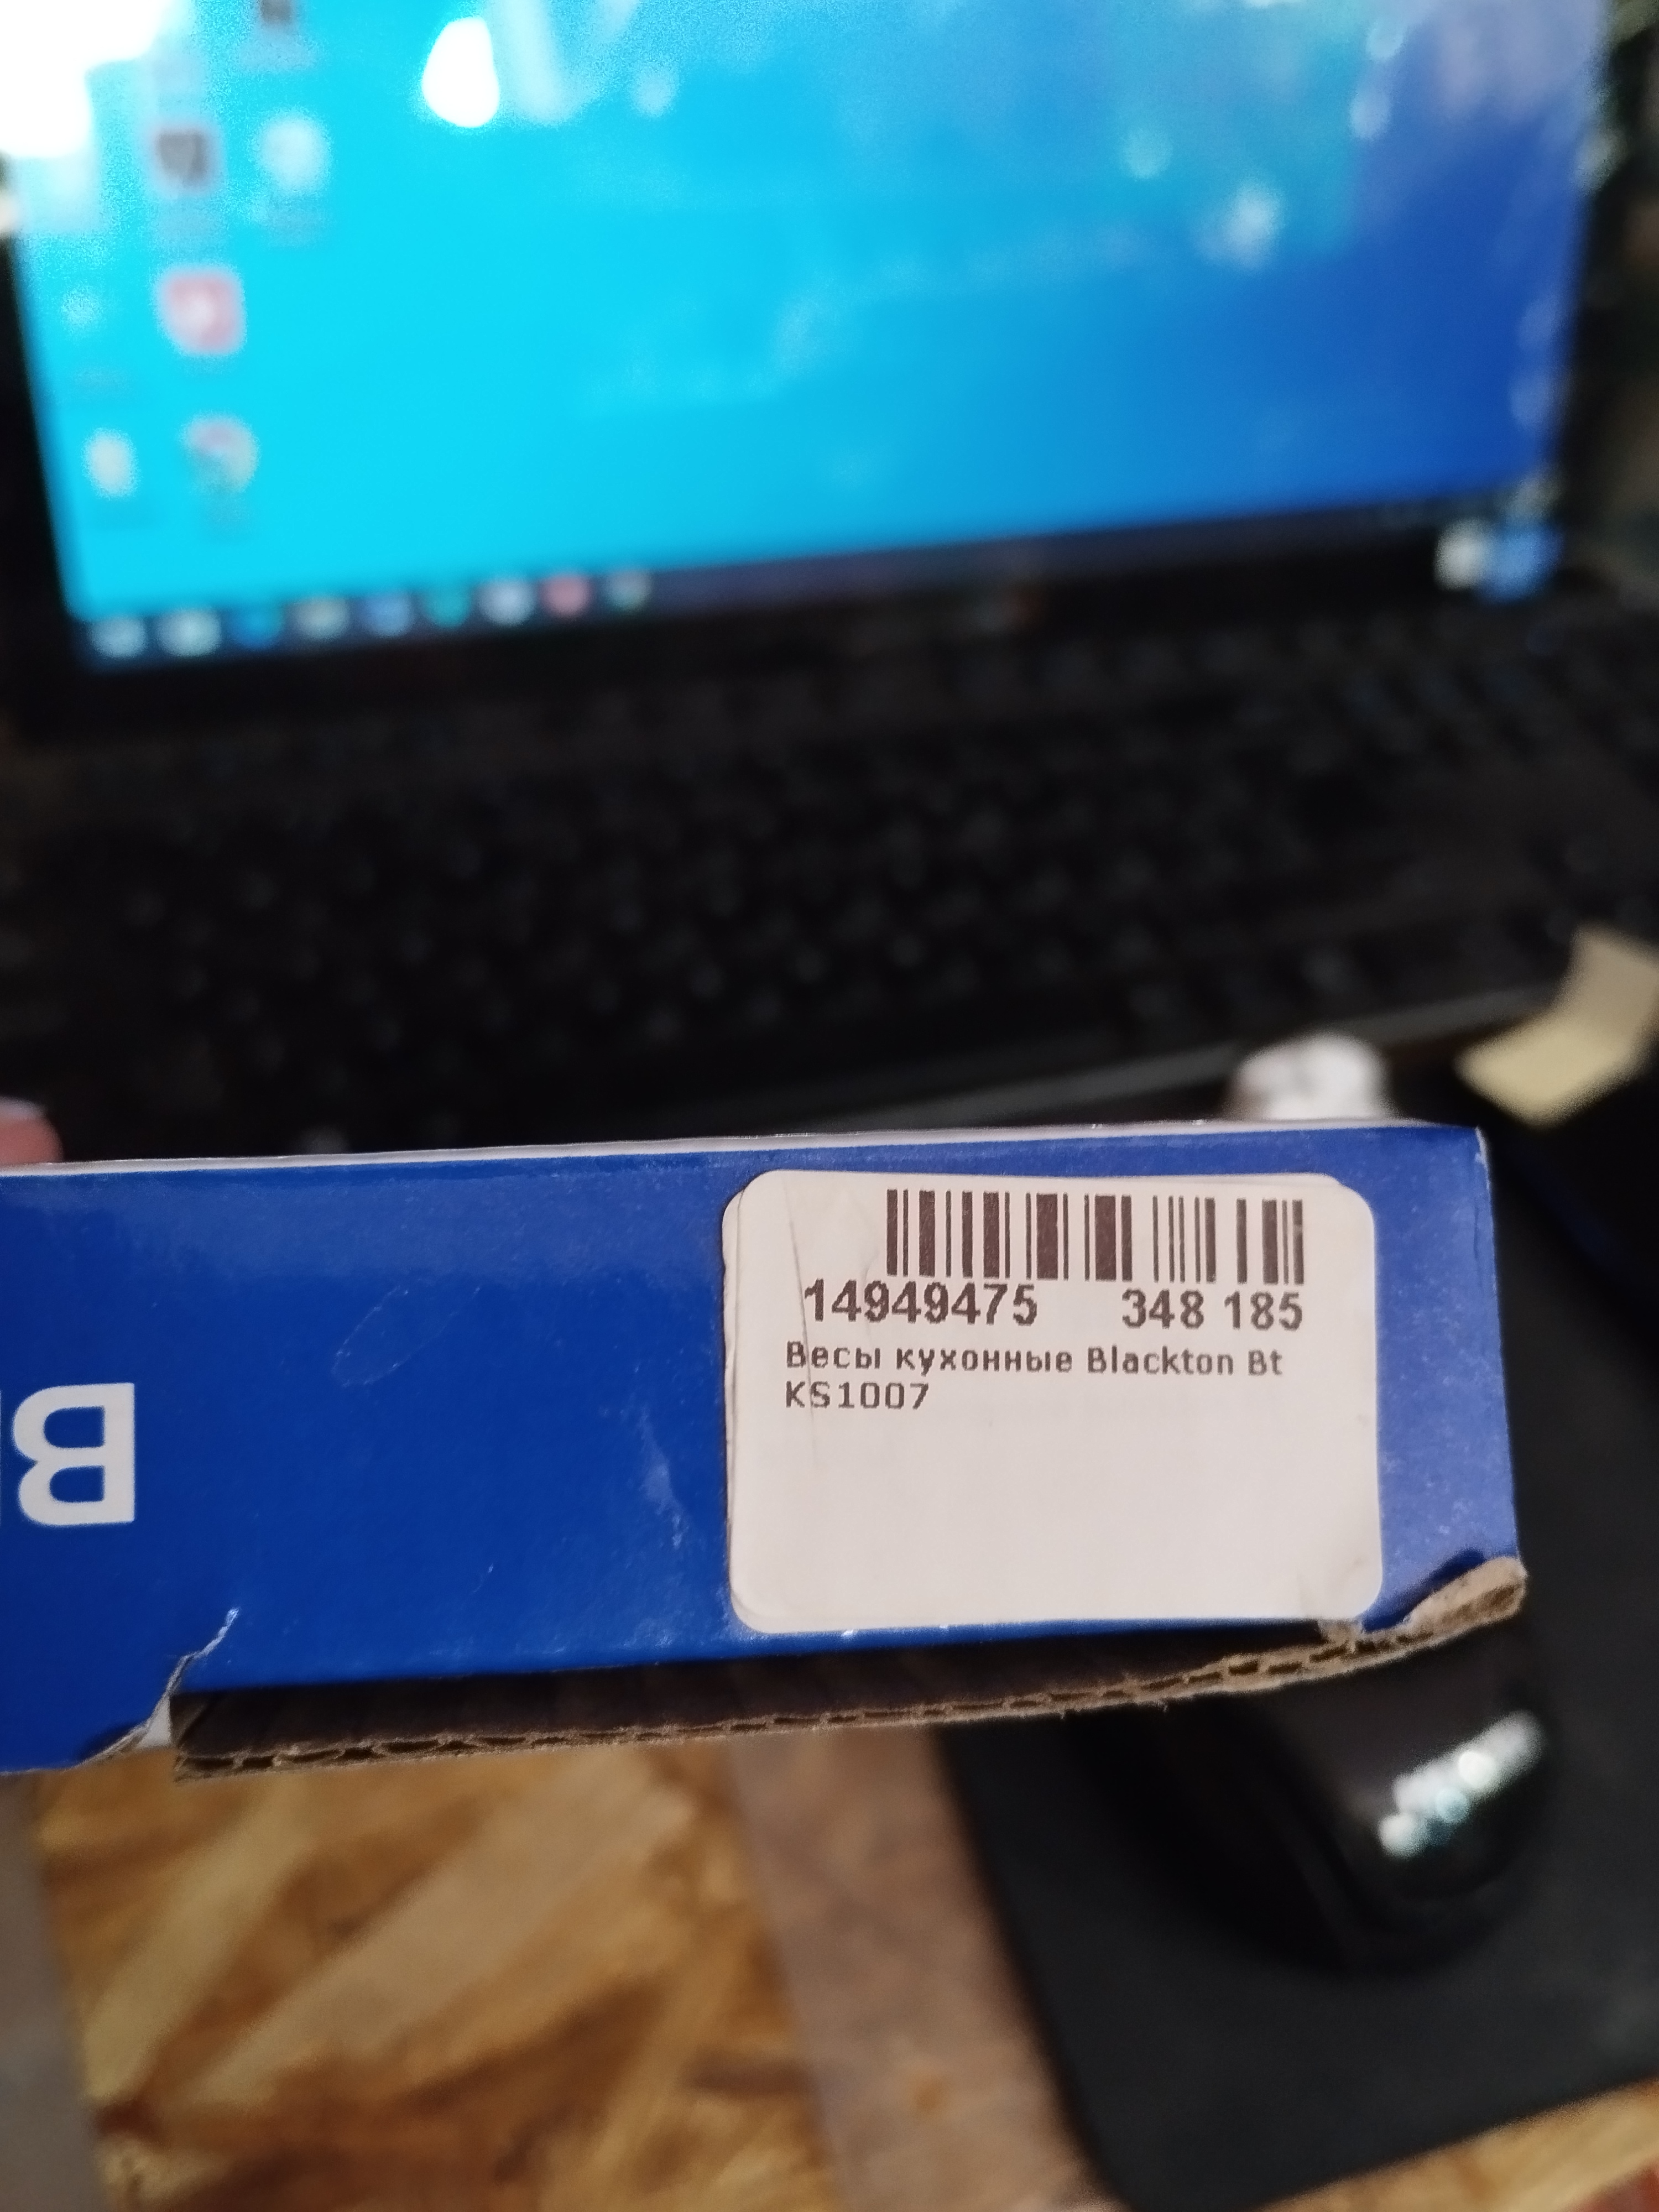 14949475 348 185
Весы кухонные Blackton Bt
KS1007
B